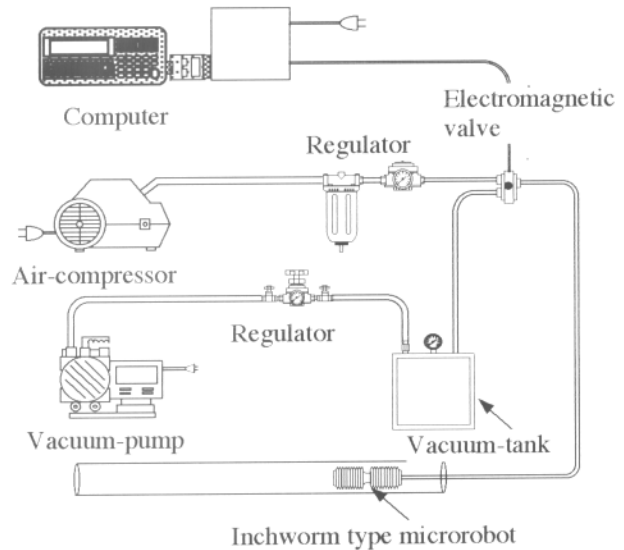 Computer
Electromagnetic
valve
Regulator
Air-compressor
Regulator
Vacuum-pump
Vacuum-tank
Inchworm type microrobot